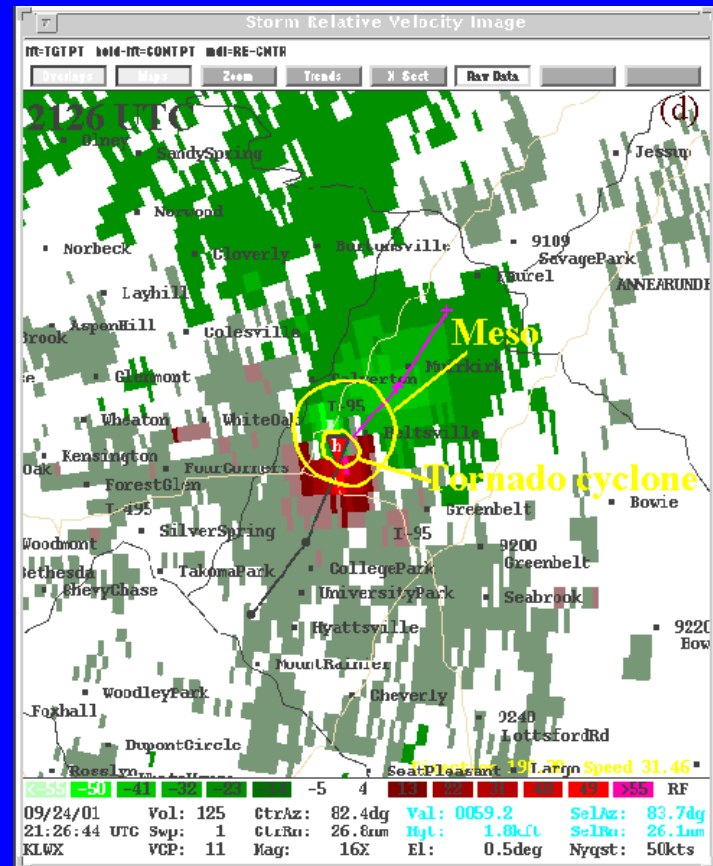 Storm Relative Velocity Image
lft=TGTPT hold-lft=CONTPT mdl=RE-CNTR
Overlays Maps Zoom Trends X Sect Raw Data
2126 UTC (d)
Olney
SandySpring
Jessup
Norwood
Norbeck
Cloverly
Burtonsville
9109
SavagePark
Laurel
Layhill
ANNEARUNDE
AspenHill
Brook
Colesville
Meso
Glenmont
Calverton
Muirkirk
I-95
Wheaton
WhiteOak
Beltsville
h
Kensington
Oak
FourCorners
Tornado cyclone
ForestGlen
I-495
Greenbelt
Bowie
Woodmont
SilverSpring
I-95
9200
Greenbelt
Bethesda
TakomaPark
CollegePark
ChevyChase
UniversityPark
Seabrook
Hyattsville
9220
Bow
MountRainier
WoodleyPark
Cheverly
Foxhall
9240
LottsfordRd
DupontCircle
Rosslyn
SeatPleasant
Largo
Speed 31.46
<-55 -50 -41 -32 -23 -5 4 13 22 31 40 49 >55 RF
09/24/01 Vol: 125 CtrAz: 82.4dg Val: 0059.2 SelAz: 83.7dg
21:26:44 UTC Swp: 1 CtrRn: 26.8nm Hgt: 1.8kft SelRn: 26.1nm
KLWX VCP: 11 Mag: 16X El: 0.5deg Nyqst: 50kts